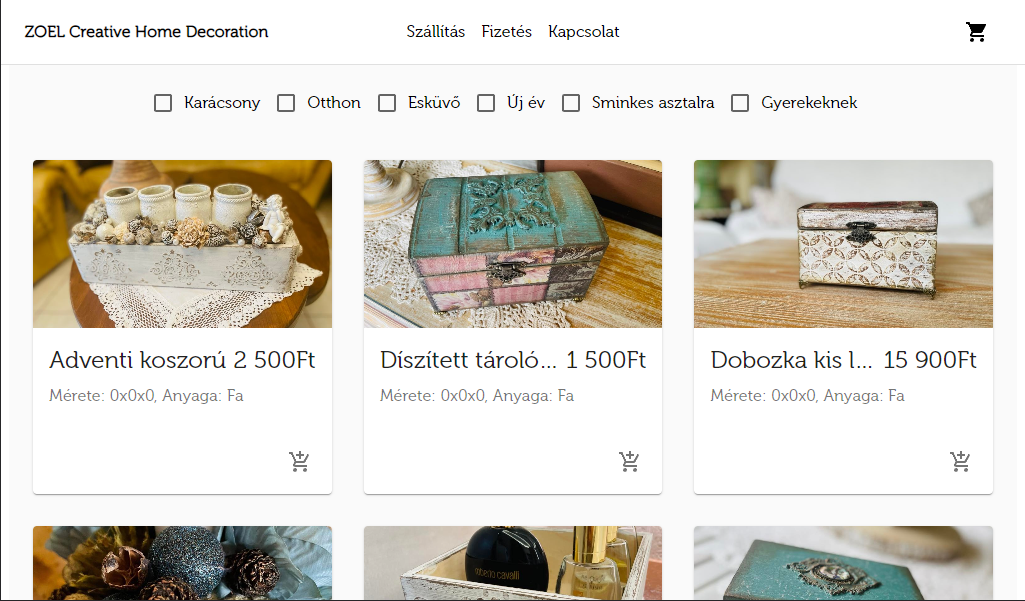 ZOEL Creative Home Decoration
Szállítás Fizetés Kapcsolat
Karácsony Otthon Esküvő Új év Sminkes asztalra Gyerekeknek
Adventi koszorú 2 500Ft
Mérete: 0x0x0, Anyaga: Fa
Díszített tároló... 1 500Ft
Mérete: 0x0x0, Anyaga: Fa
Dobozka kis l... 15 900Ft
Mérete: 0x0x0, Anyaga: Fa
roberto cavalli